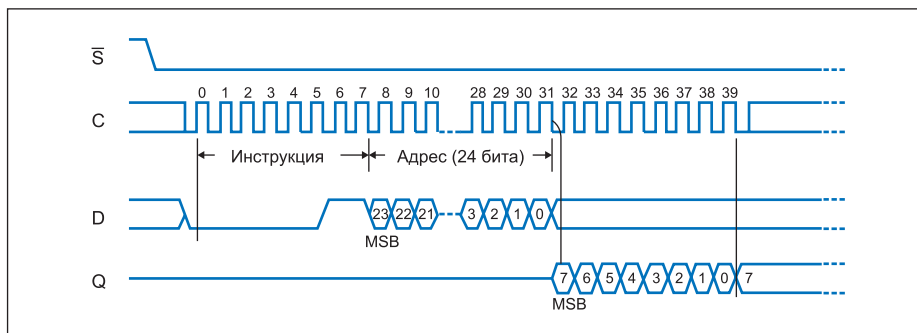 S̅
0 1 2 3 4 5 6 7 8 9 10 28 29 30 31 32 33 34 35 36 37 38 39
C
Инструкция Адрес (24 бита)
D 23 22 21 3 2 1 0
MSB
Q 7 6 5 4 3 2 1 0 7
MSB